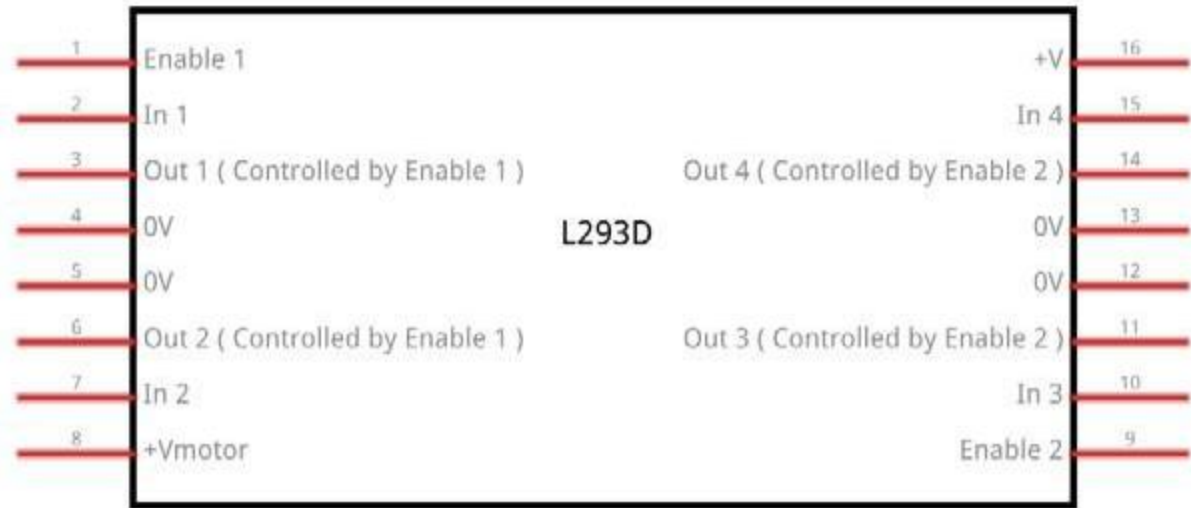 1 Enable 1 +V 16
2 In 1 In 4 15
3 Out 1 ( Controlled by Enable 1 ) Out 4 ( Controlled by Enable 2 ) 14
4 0V 0V 13
L293D
5 0V 0V 12
6 Out 2 ( Controlled by Enable 1 ) Out 3 ( Controlled by Enable 2 ) 11
7 In 2 In 3 10
8 +Vmotor Enable 2 9